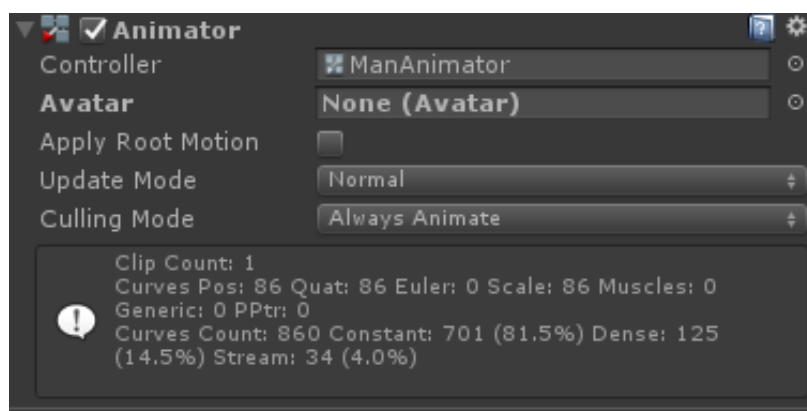 Animator
Controller ManAnimator
Avatar None (Avatar)
Apply Root Motion
Update Mode Normal
Culling Mode Always Animate
Clip Count: 1
Curves Pos: 86 Quat: 86 Euler: 0 Scale: 86 Muscles: 0
Generic: 0 PPtr: 0
Curves Count: 860 Constant: 701 (81.5%) Dense: 125
(14.5%) Stream: 34 (4.0%)